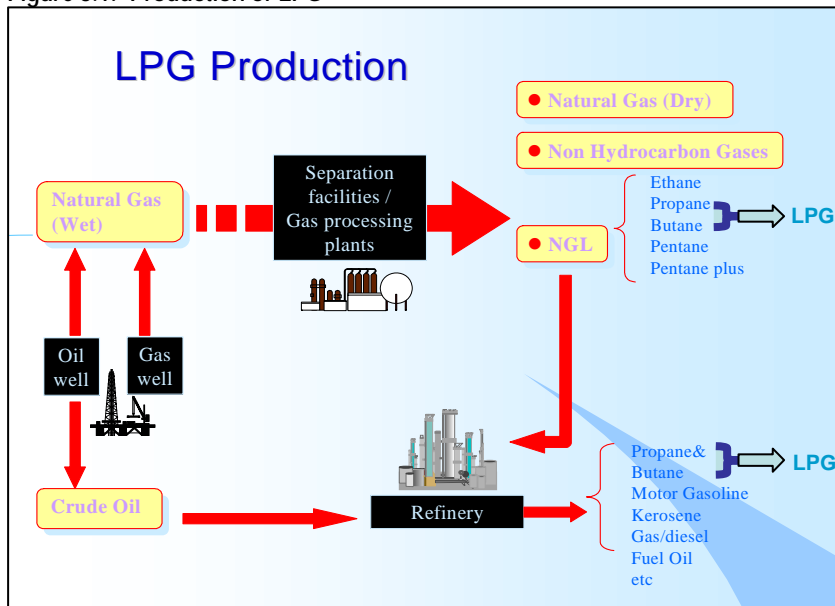 LPG Production
● Natural Gas (Dry)
● Non Hydrocarbon Gases
Natural Gas
(Wet)
Separation
facilities /
Gas processing
plants
● NGL
Ethane
Propane
Butane
Pentane
Pentane plus
LPG
Oil
well
Gas
well
Crude Oil
Refinery
Propane&
Butane
Motor Gasoline
Kerosene
Gas/diesel
Fuel Oil
etc
LPG